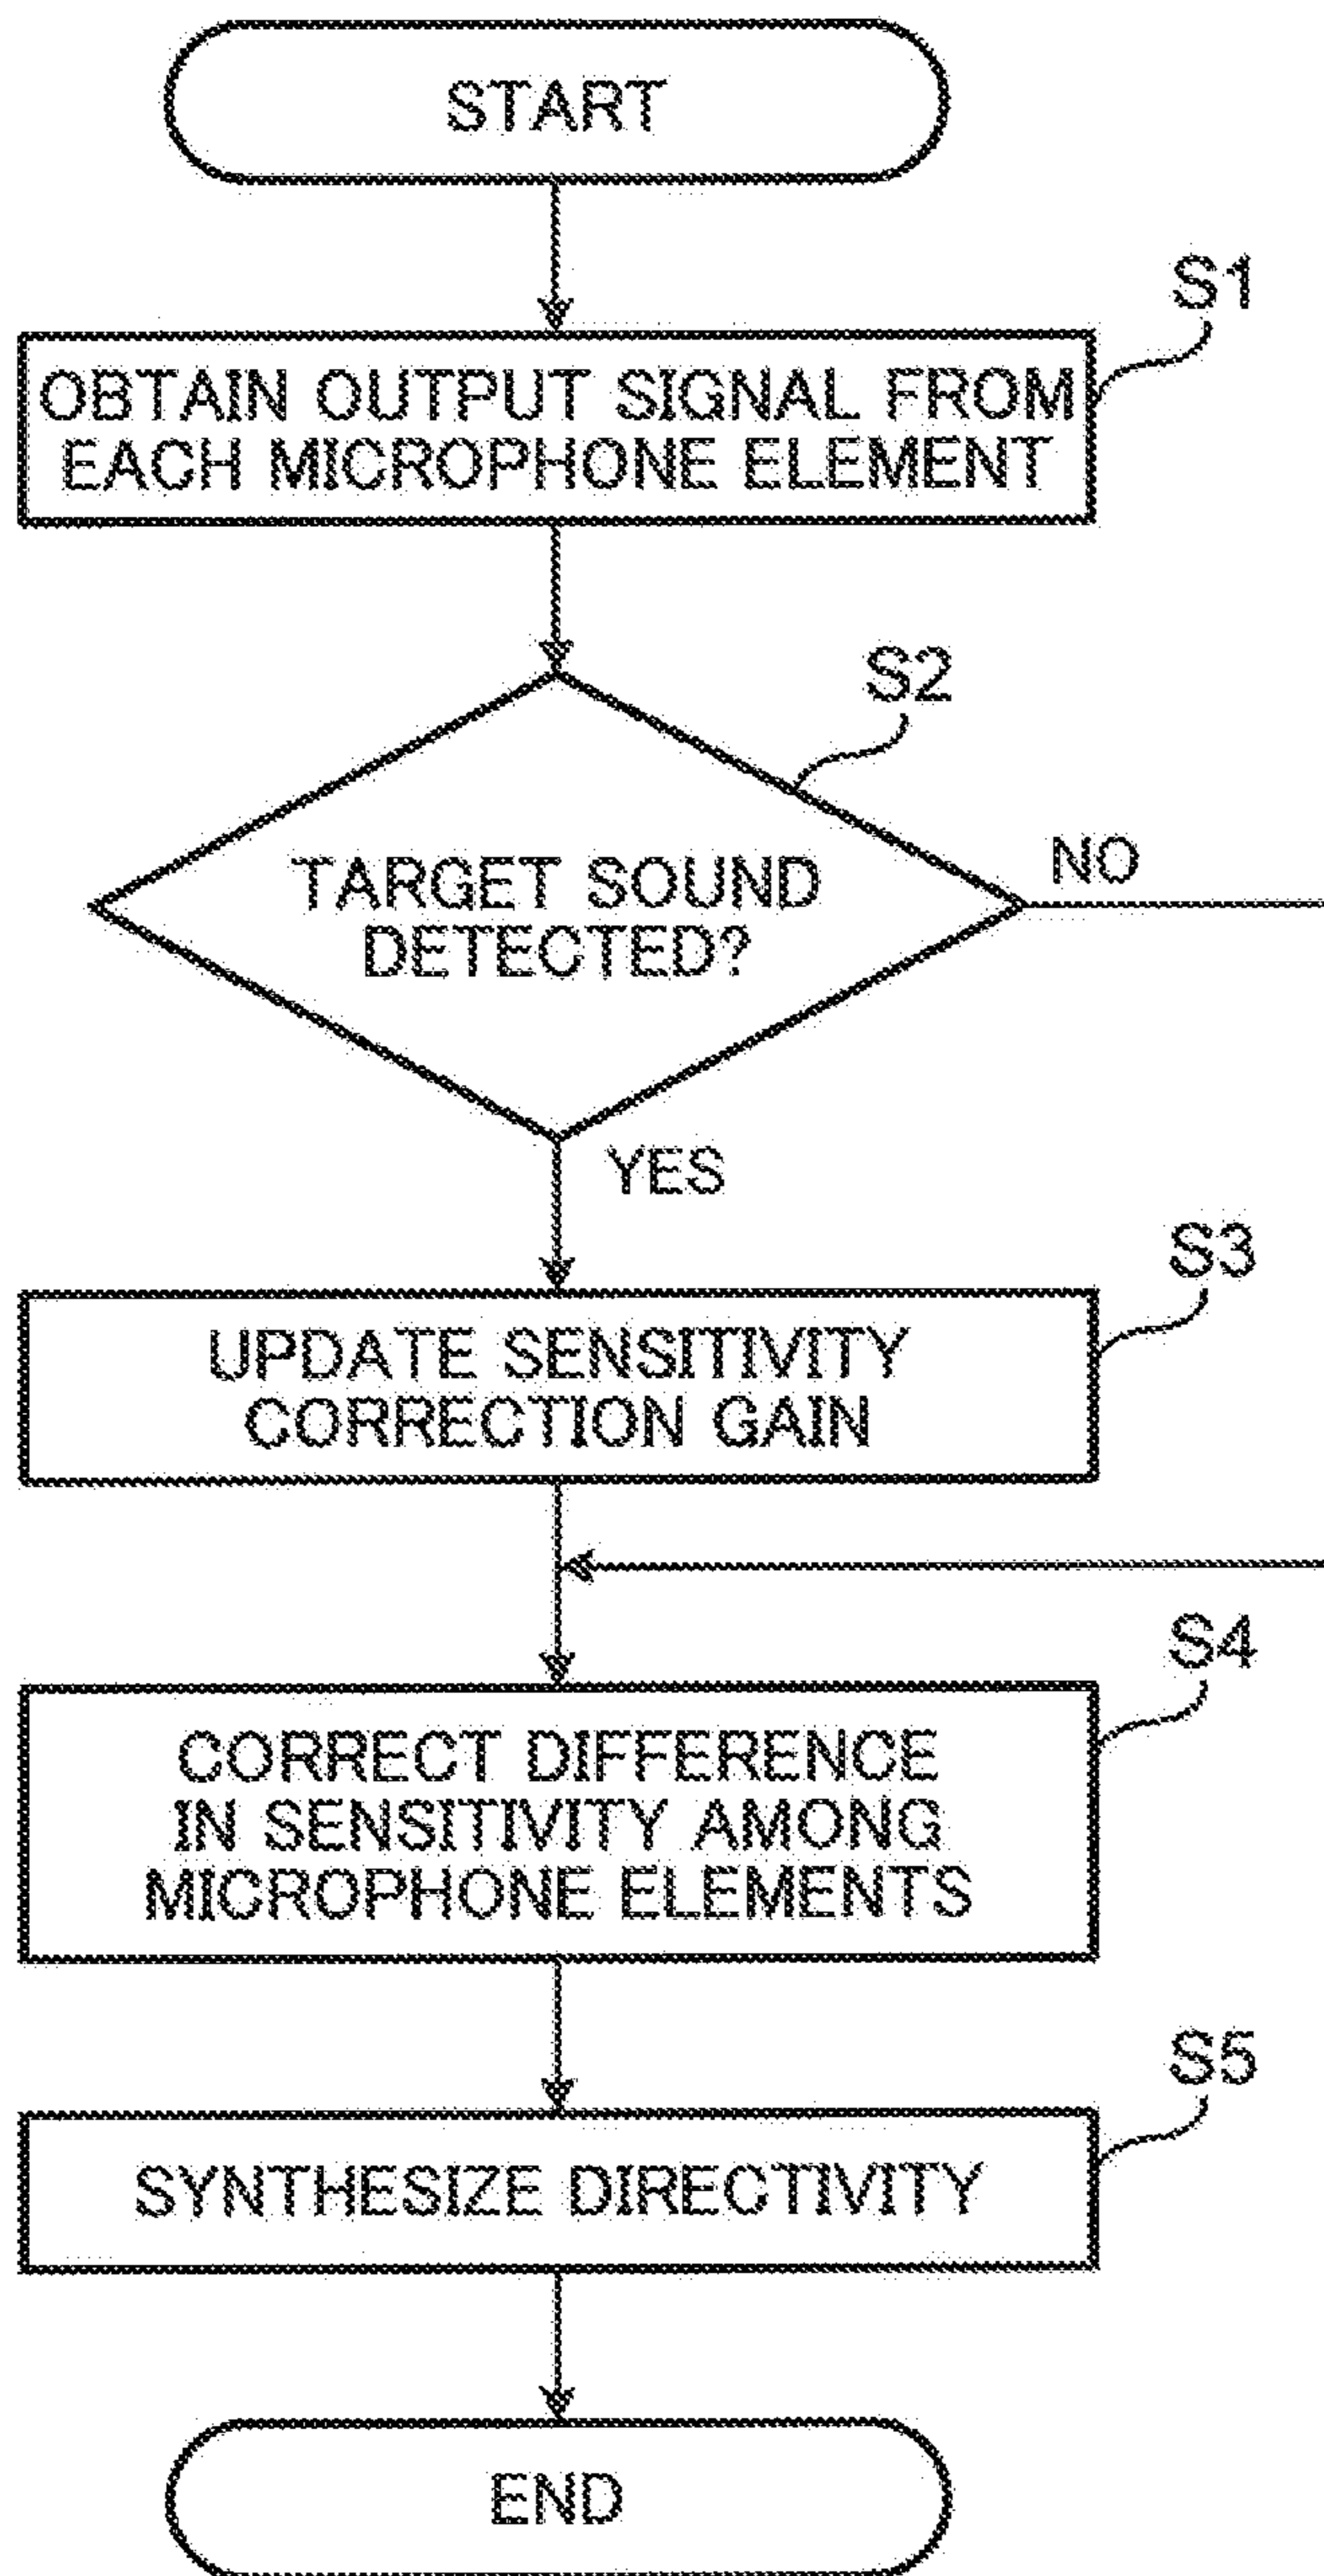 START
S1
OBTAIN OUTPUT SIGNAL FROM
EACH MICROPHONE ELEMENT
S2
TARGET SOUND
DETECTED?
NO
YES
S3
UPDATE SENSITIVITY
CORRECTION GAIN
S4
CORRECT DIFFERENCE
IN SENSITIVITY AMONG
MICROPHONE ELEMENTS
S5
SYNTHESIZE DIRECTIVITY
END